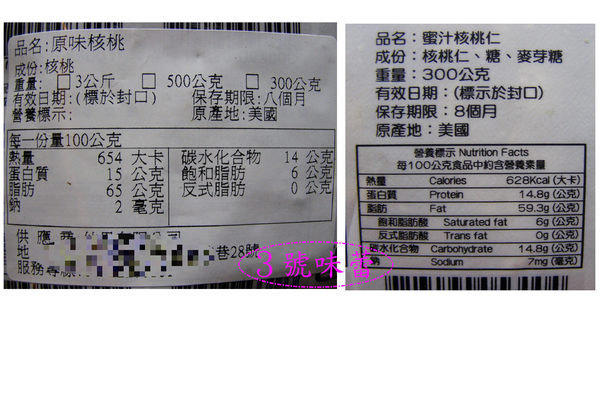 品名:原味核桃
成份:核桃
重量: □3公斤 □ 500公克 □ 300公克
有效日期:(標於封口) 保存期限:八個月
營養標示: 原產地:美國
每一份量100公克
熱量 654 大卡 碳水化合物 14 公克
蛋白質 15 公克 飽和脂肪 6 公克
脂肪 65 公克 反式脂肪 0 公克
鈉 2 毫克
供應
地 巷28號
服務專線
3號味蕾
品名：蜜汁核桃仁
成份：核桃仁、糖、麥芽糖
重量：300公克
有效日期：(標示於封口)
保存期限：8個月
原產地：美國
營養標示 Nutrition Facts
每100公克食品中約含營養素量
熱量 Calories 628Kcal (大卡)
蛋白質 Protein 14.8g (公克)
脂肪 Fat 59.3g (公克)
飽和脂肪酸 Saturated fat 6g (公克)
反式脂肪酸 Trans fat 0g (公克)
碳水化合物 Carbohydrate 14.8g (公克)
鈉 Sodium 7mg (毫克)